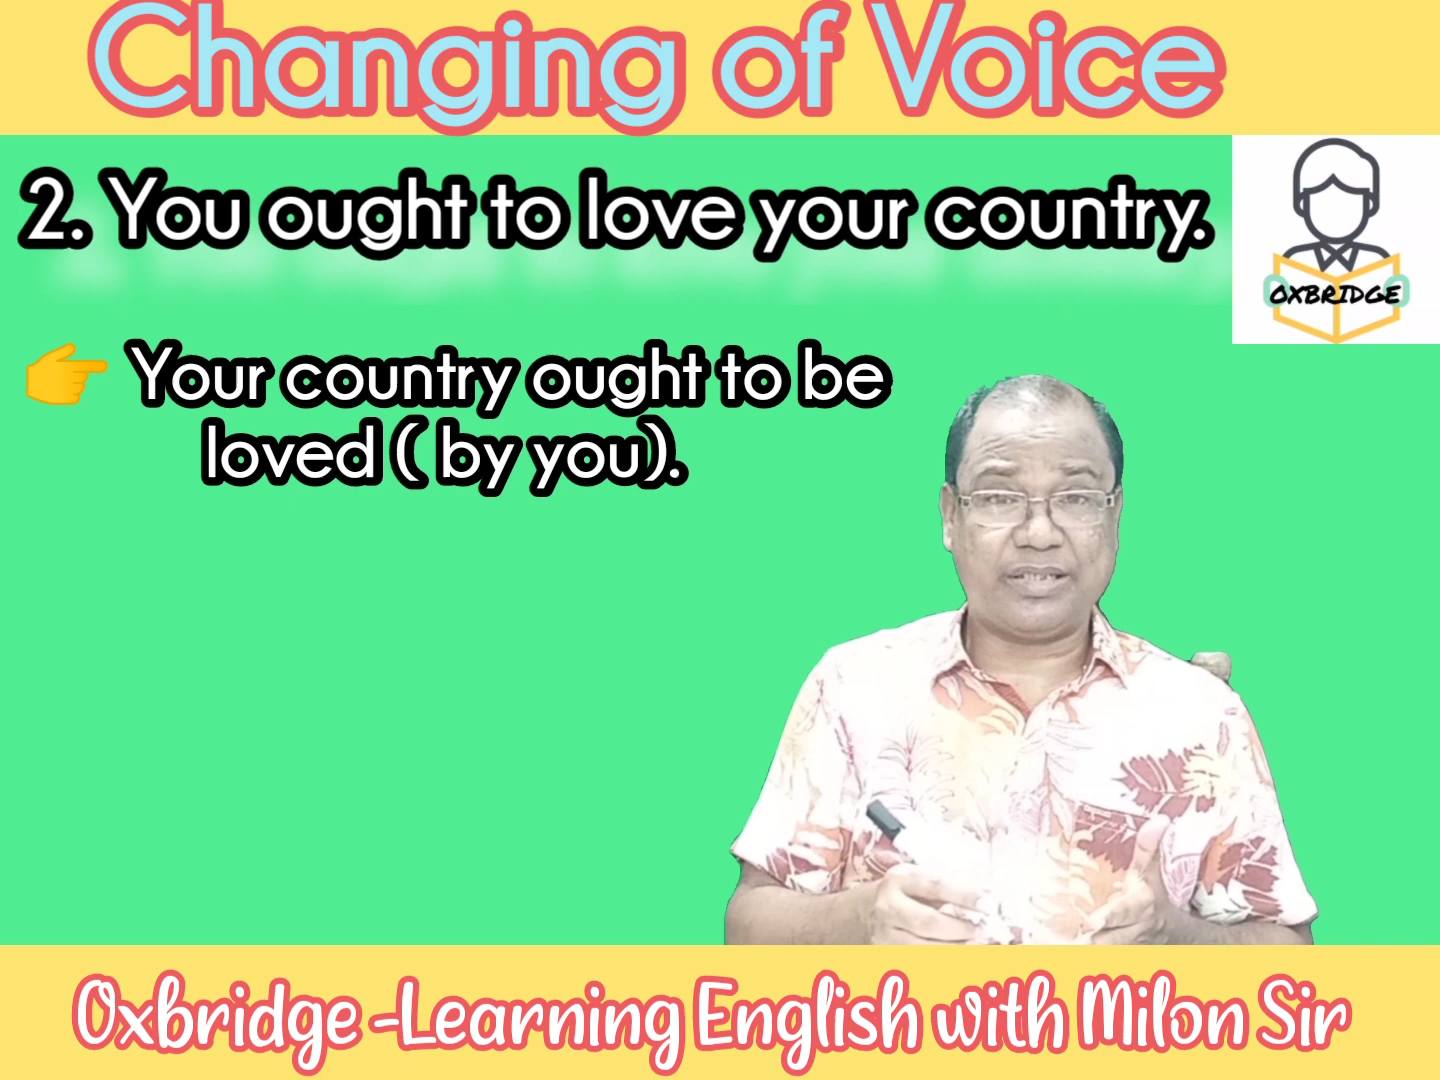 Changing of Voice
2. You ought to love your country.
OXBRIDGE
👉 Your country ought to be
loved ( by you).
Oxbridge -Learning English with Milon Sir